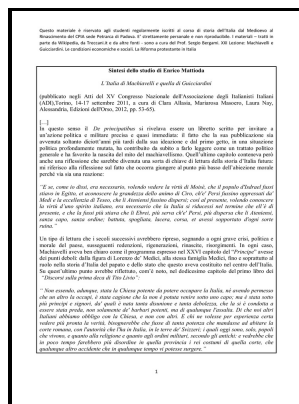 Questo materiale è riservato agli studenti regolarmente iscritti al corso di storia dell'Italia dal Medioevo al
Rinascimento del CPIA sede Petrarca di Padova. E' strettamente personale e non riproducibile. I materiali – tratti in
parte da Wikipedia, da Treccani.it e da altre fonti - sono a cura del Prof. Sergio Bergami. XIII Lezione: Machiavelli e
Guicciardini. Le condizioni economiche e sociali. La Riforma protestante in Italia
Sintesi dello studio di Enrico Mattioda
L'Italia di Machiavelli e quella di Guicciardini
(pubblicato negli Atti del XV Congresso Nazionale dell'Associazione degli Italianisti Italiani
(ADI),Torino, 14-17 settembre 2011, a cura di Clara Allasia, Mariarosa Masoero, Laura Nay,
Alessandria, Edizioni dell'Orso, 2012, pp. 53-65).
[...]
In questo senso il De principatibus si rivelava essere un libretto scritto per invitare a
un'azione politica e militare precisa e quasi immediata: il fatto che la sua pubblicazione sia
avvenuta soltanto diciott'anni più tardi dalla sua ideazione e dal primo getto, in una situazione
politica profondamente mutata, ha contribuito da subito a farlo leggere come un trattato politico
generale e ha favorito la nascita del mito del machiavellismo. Quell'ultimo capitolo conteneva però
anche una riflessione che sarebbe divenuta una sorta di chiave di lettura della storia d'Italia futura:
mi riferisco alla riflessione sul fatto che occorra giungere al punto più basso dell'abiezione morale
perché vi sia una reazione:
"E se, come io dissi, era necessario, volendo vedere la virtù di Moisè, che il popolo d'Israel fussi
stiavo in Egitto, et a conoscere la grandezza dello animo di Ciro, ch'e' Persi fussino oppressati da'
Medi e la eccellenzia di Teseo, che li Ateniesi fussino dispersi; così al presente, volendo conoscere
la virtù d'uno spirito italiano, era necessario che la Italia si riducessi nel termine che ell'è di
presente, e che la fussi più stiava che li Ebrei, più serva ch'e' Persi, più dispersa che li Ateniesi,
sanza capo, sanza ordine; battuta, spogliata, lacera, corsa, et avessi sopportato d'ogni sorte
ruina."
Un tipo di lettura che i secoli successivi avrebbero ripreso, sognando a ogni grave crisi, politica e
morale del paese, susseguenti redenzioni, rigenerazioni, rinascite, risorgimenti. In ogni caso,
Machiavelli aveva ben chiaro come il programma espresso nel XXVI capitolo del "Principe" avesse
dei punti deboli: dalla figura di Lorenzo de' Medici, alla stessa famiglia Medici, fino e soprattutto al
ruolo nella storia d'Italia del papato e dello stato che questo aveva costituito nel centro dell'Italia.
Su quest'ultimo punto avrebbe riflettuto, com'è noto, nel dodicesimo capitolo del primo libro dei
"Discorsi sulla prima deca di Tito Livio":
"Non essendo, adunque, stata la Chiesa potente da potere occupare la Italia, né avendo permesso
che un altro la occupi, è stata cagione che la non è potuta venire sotto uno capo; ma è stata sotto
più principi e signori, da' quali è nata tanta disunione e tanta debolezza, che la si è condotta a
essere stata preda, non solamente de' barbari potenti, ma di qualunque l'assalta. Di che noi altri
Italiani abbiamo obbligo con la Chiesa, e non con altri. E chi ne volesse per esperienza certa
vedere più pronta la verità, bisognerebbe che fusse di tanta potenza che mandasse ad abitare la
corte romana, con l'autorità che l'ha in Italia, in le terre de' Svizzeri; i quali oggi sono, solo, popoli
che vivono, e quanto alla religione e quanto agli ordini militari, secondo gli antichi: e vedrebbe che
in poco tempo farebbero più disordine in quella provincia i rei costumi di quella corte, che
qualunque altro accidente che in qualunque tempo vi potesse surgere."
1